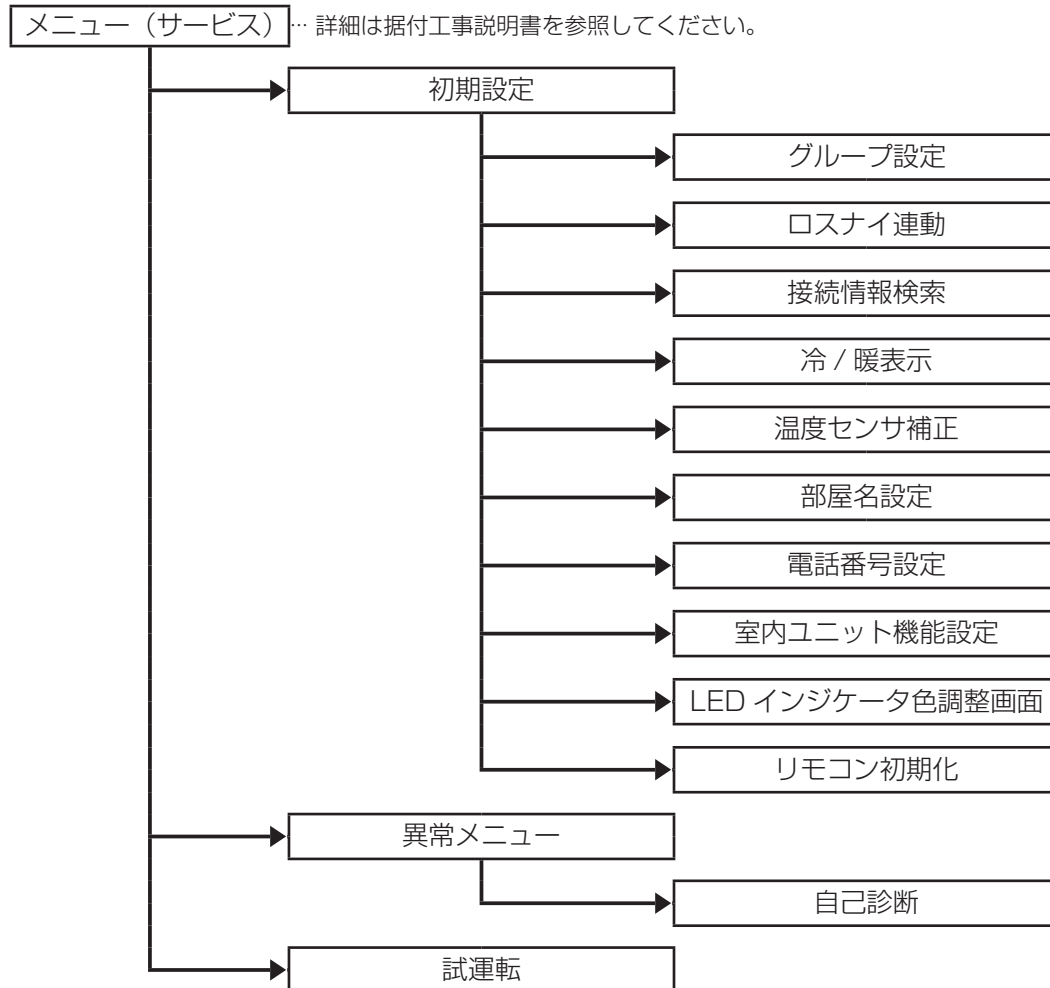 メニュー（サービス）… 詳細は据付工事説明書を参照してください。
初期設定
グループ設定
ロスナイ連動
接続情報検索
冷 / 暖表示
温度センサ補正
部屋名設定
電話番号設定
室内ユニット機能設定
LED インジケータ色調整画面
リモコン初期化
異常メニュー
自己診断
試運転